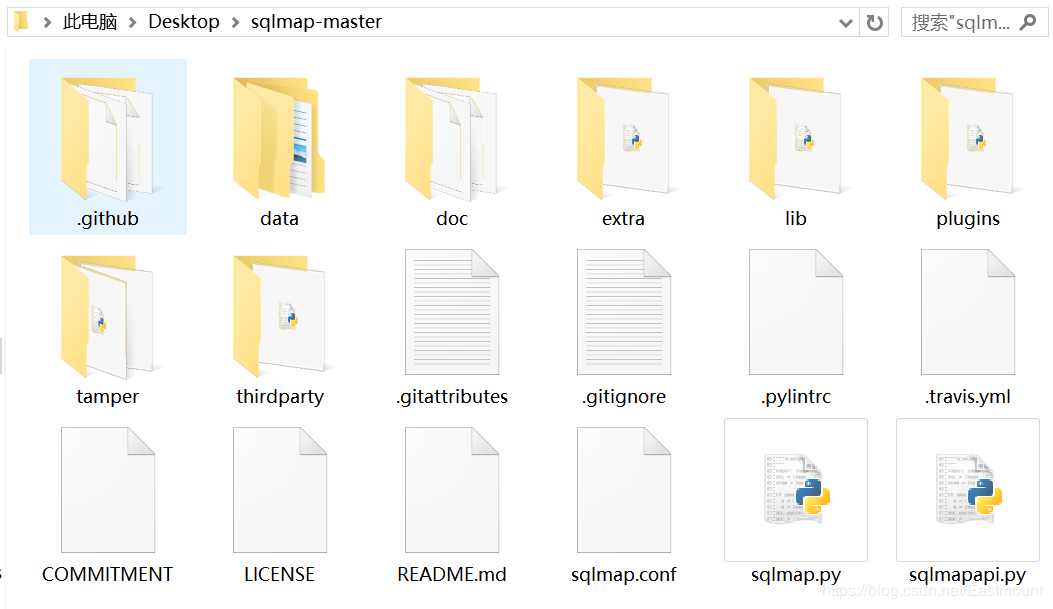 此电脑 > Desktop > sqlmap-master
搜索"sqlm...
.github
data
doc
extra
lib
plugins
tamper
thirdparty
.gitattributes
.gitignore
.pylintrc
.travis.yml
COMMITMENT
LICENSE
README.md
sqlmap.conf
sqlmap.py
sqlmapapi.py
https://blog.csdn.net/Eastmount